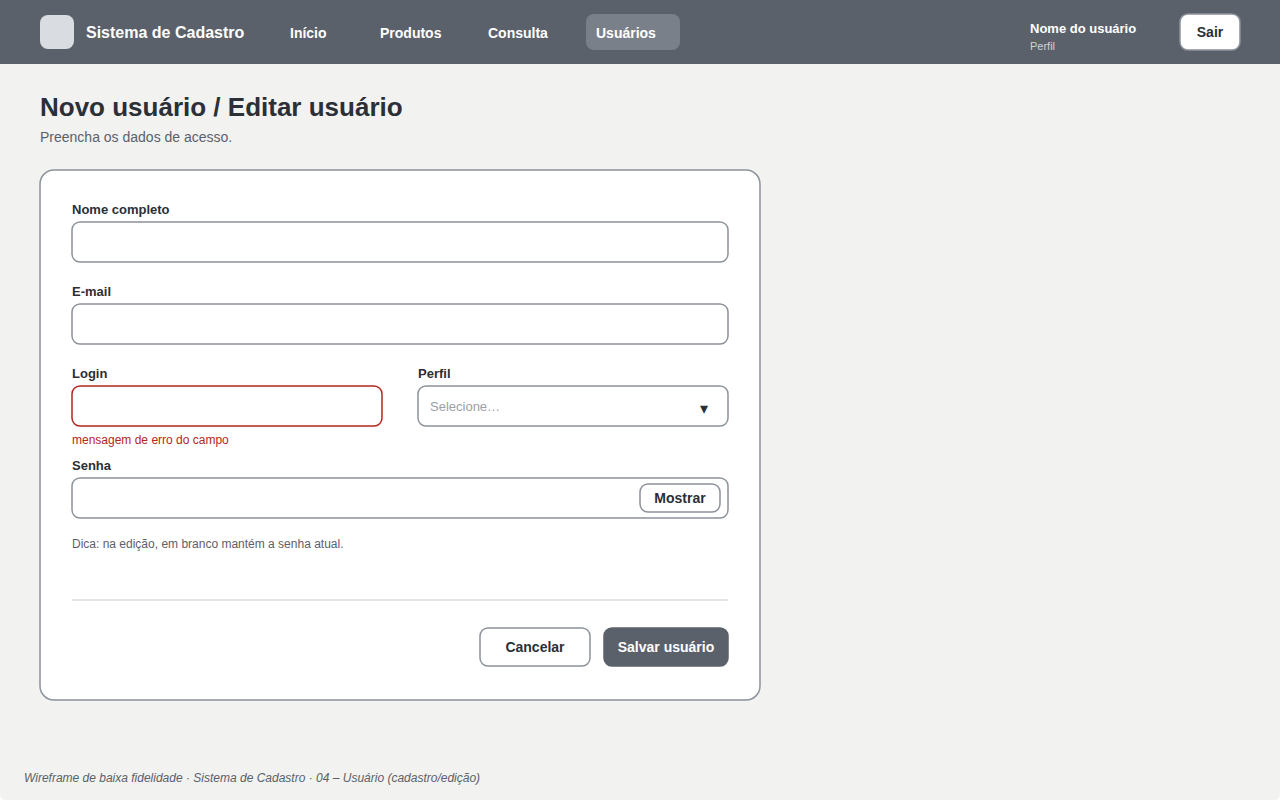 Sistema de Cadastro Início Produtos Consulta Usuários Nome do usuário Sair
Perfil
Novo usuário / Editar usuário
Preencha os dados de acesso.
Nome completo
E-mail
Login Perfil
Selecione…
mensagem de erro do campo
Senha
Mostrar
Dica: na edição, em branco mantém a senha atual.
Cancelar Salvar usuário
Wireframe de baixa fidelidade · Sistema de Cadastro · 04 – Usuário (cadastro/edição)